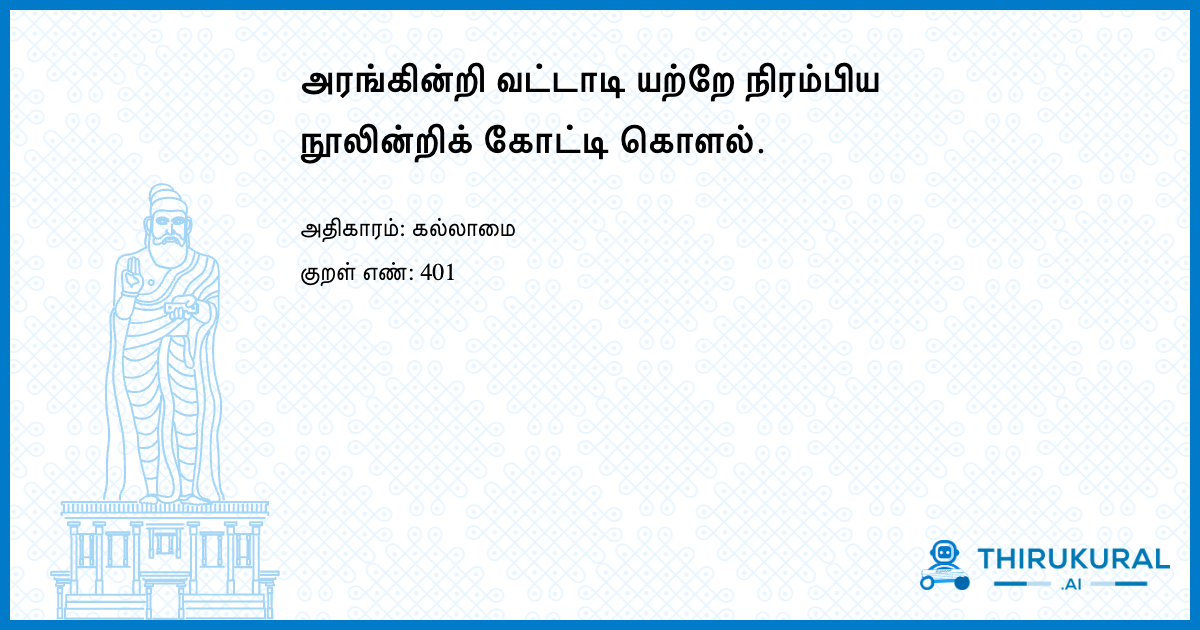 அரங்கின்றி வட்டாடி யற்றே நிரம்பிய
நூலின்றிக் கோட்டி கொளல்.
அதிகாரம்: கல்லாமை
குறள் எண்: 401
THIRUKURAL
.AI